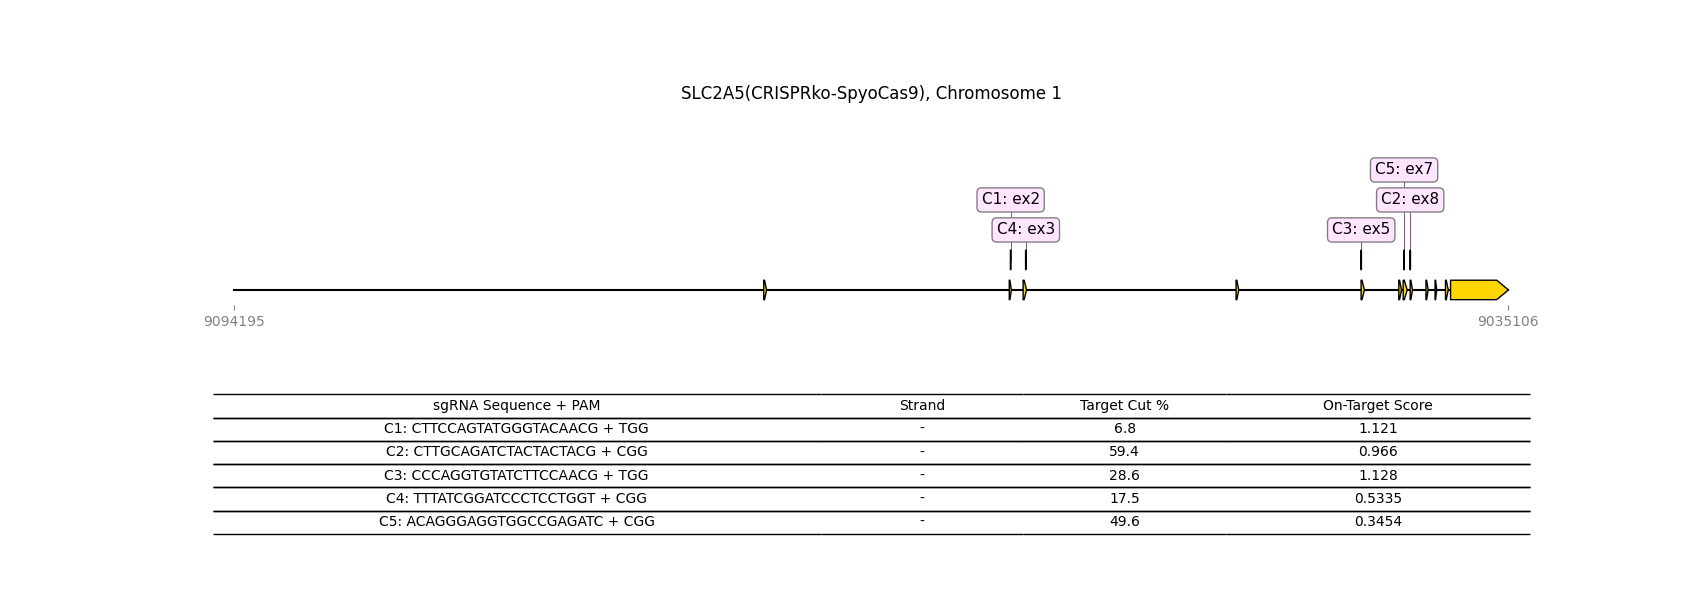 SLC2A5(CRISPRko-SpyoCas9), Chromosome 1
C5: ex7
C1: ex2
C2: ex8
C4: ex3
C3: ex5
9094195
9035106
sgRNA Sequence + PAM Strand Target Cut % On-Target Score
C1: CTTCCAGTATGGGTACAACG + TGG - 6.8 1.121
C2: CTTGCAGATCTACTACTACG + CGG - 59.4 0.966
C3: CCCAGGTGTATCTTCCAACG + TGG - 28.6 1.128
C4: TTTATCGGATCCCTCCTGGT + CGG - 17.5 0.5335
C5: ACAGGGAGGTGGCCGAGATC + CGG - 49.6 0.3454